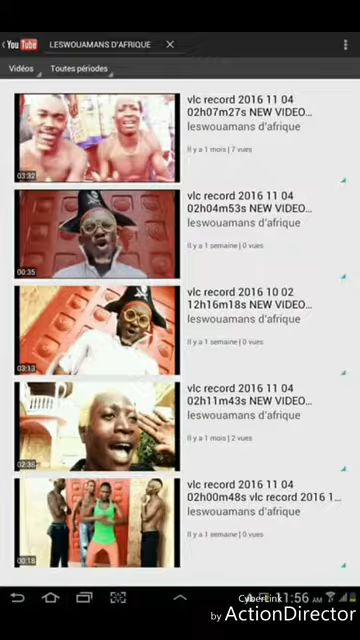 YouTube LESWOUAMANS D'AFRIQUE
Vidéos Toutes périodes
vlc record 2016 11 04
02h07m27s NEW VIDEO...
leswouamans d'afrique
Il y a 1 mois | 7 vues
03:32
vlc record 2016 11 04
02h04m53s NEW VIDEO...
leswouamans d'afrique
Il y a 1 semaine | 0 vues
00:35
vlc record 2016 10 02
12h16m18s NEW VIDEO...
leswouamans d'afrique
Il y a 1 semaine | 0 vues
03:13
vlc record 2016 11 04
02h11m43s NEW VIDEO...
leswouamans d'afrique
Il y a 1 mois | 2 vues
02:38
vlc record 2016 11 04
02h00m48s vlc record 2016 1...
leswouamans d'afrique
Il y a 1 semaine | 0 vues
00:18
11:56 AM
CyberLink
by ActionDirector